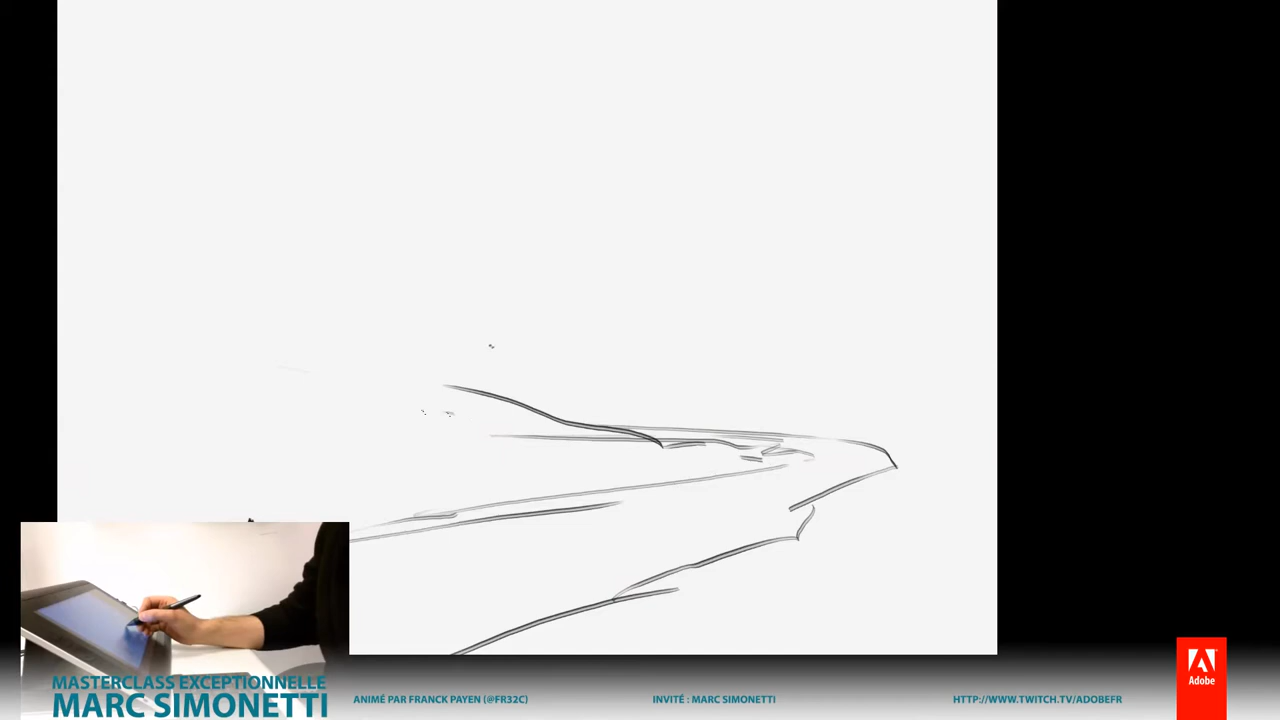 Adobe
MASTERCLASS EXCEPTIONNELLE
MARC SIMONETTI
ANIMÉ PAR FRANCK PAYEN (@FR32C)
INVITÉ : MARC SIMONETTI
HTTP://WWW.TWITCH.TV/ADOBEFR